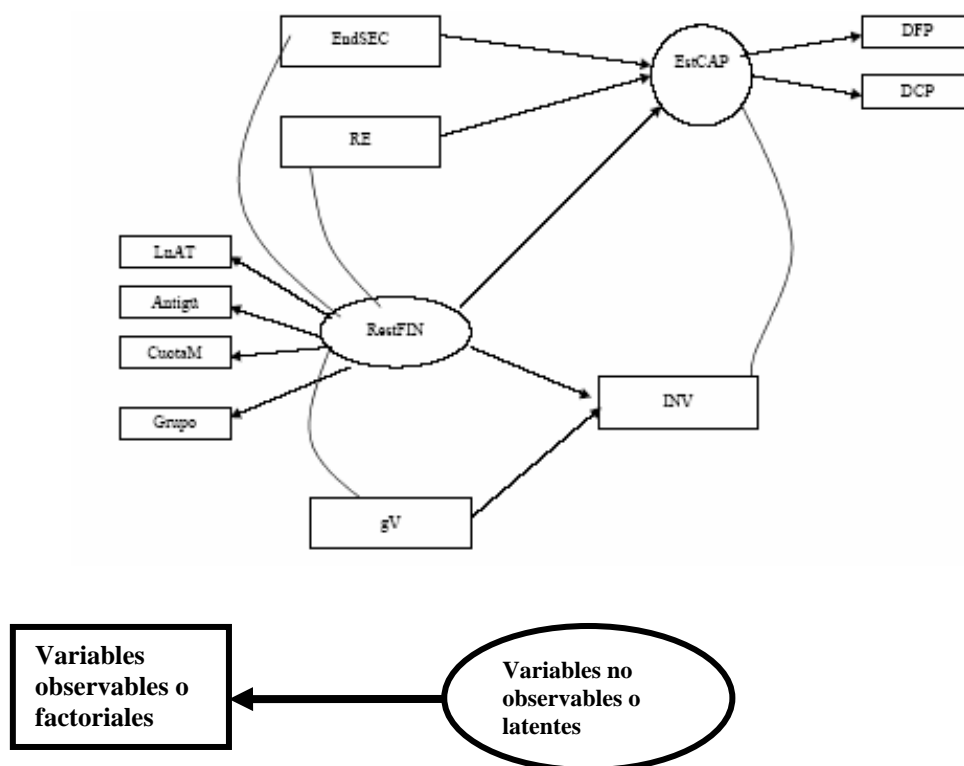 EndSEC
DFP
EstCAP
DCP
RE
LnAT
Antigü
RestFIN
CuotaM
INV
Grupo
gV
Variables
observables o
factoriales
Variables no
observables o
latentes